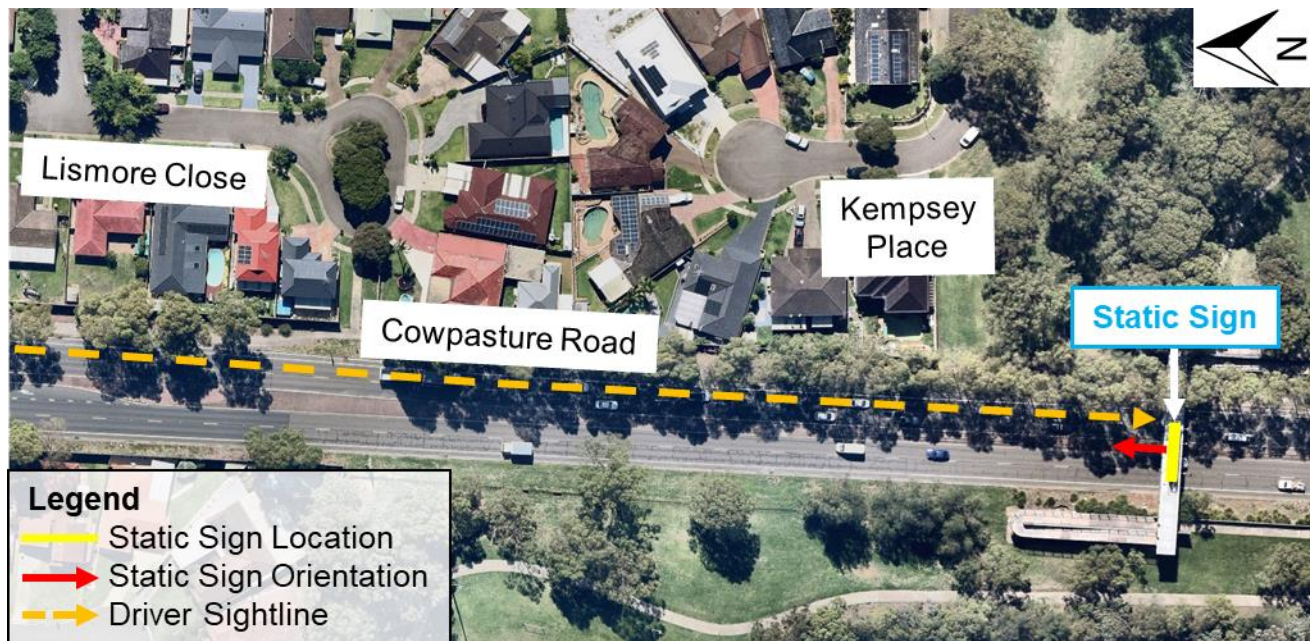 N
Lismore Close
Kempsey
Place
Static Sign
Cowpasture Road
Legend
Static Sign Location
Static Sign Orientation
Driver Sightline